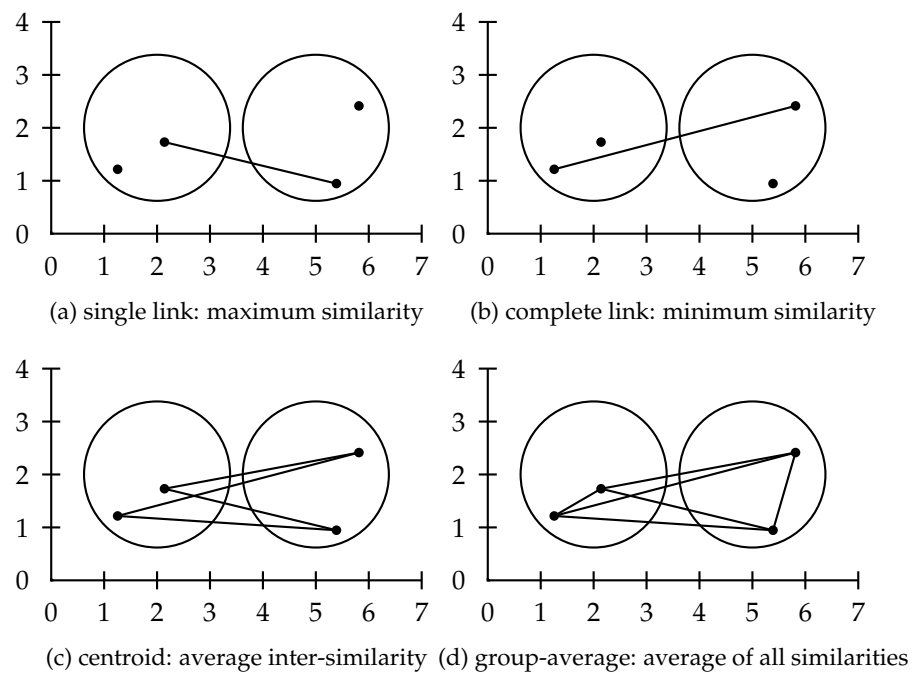 4
4
3
3
2
2
1
1
0
0
0 1 2 3 4 5 6 7
0 1 2 3 4 5 6 7
(a) single link: maximum similarity
(b) complete link: minimum similarity
4
4
3
3
2
2
1
1
0
0
0 1 2 3 4 5 6 7
0 1 2 3 4 5 6 7
(c) centroid: average inter-similarity
(d) group-average: average of all similarities